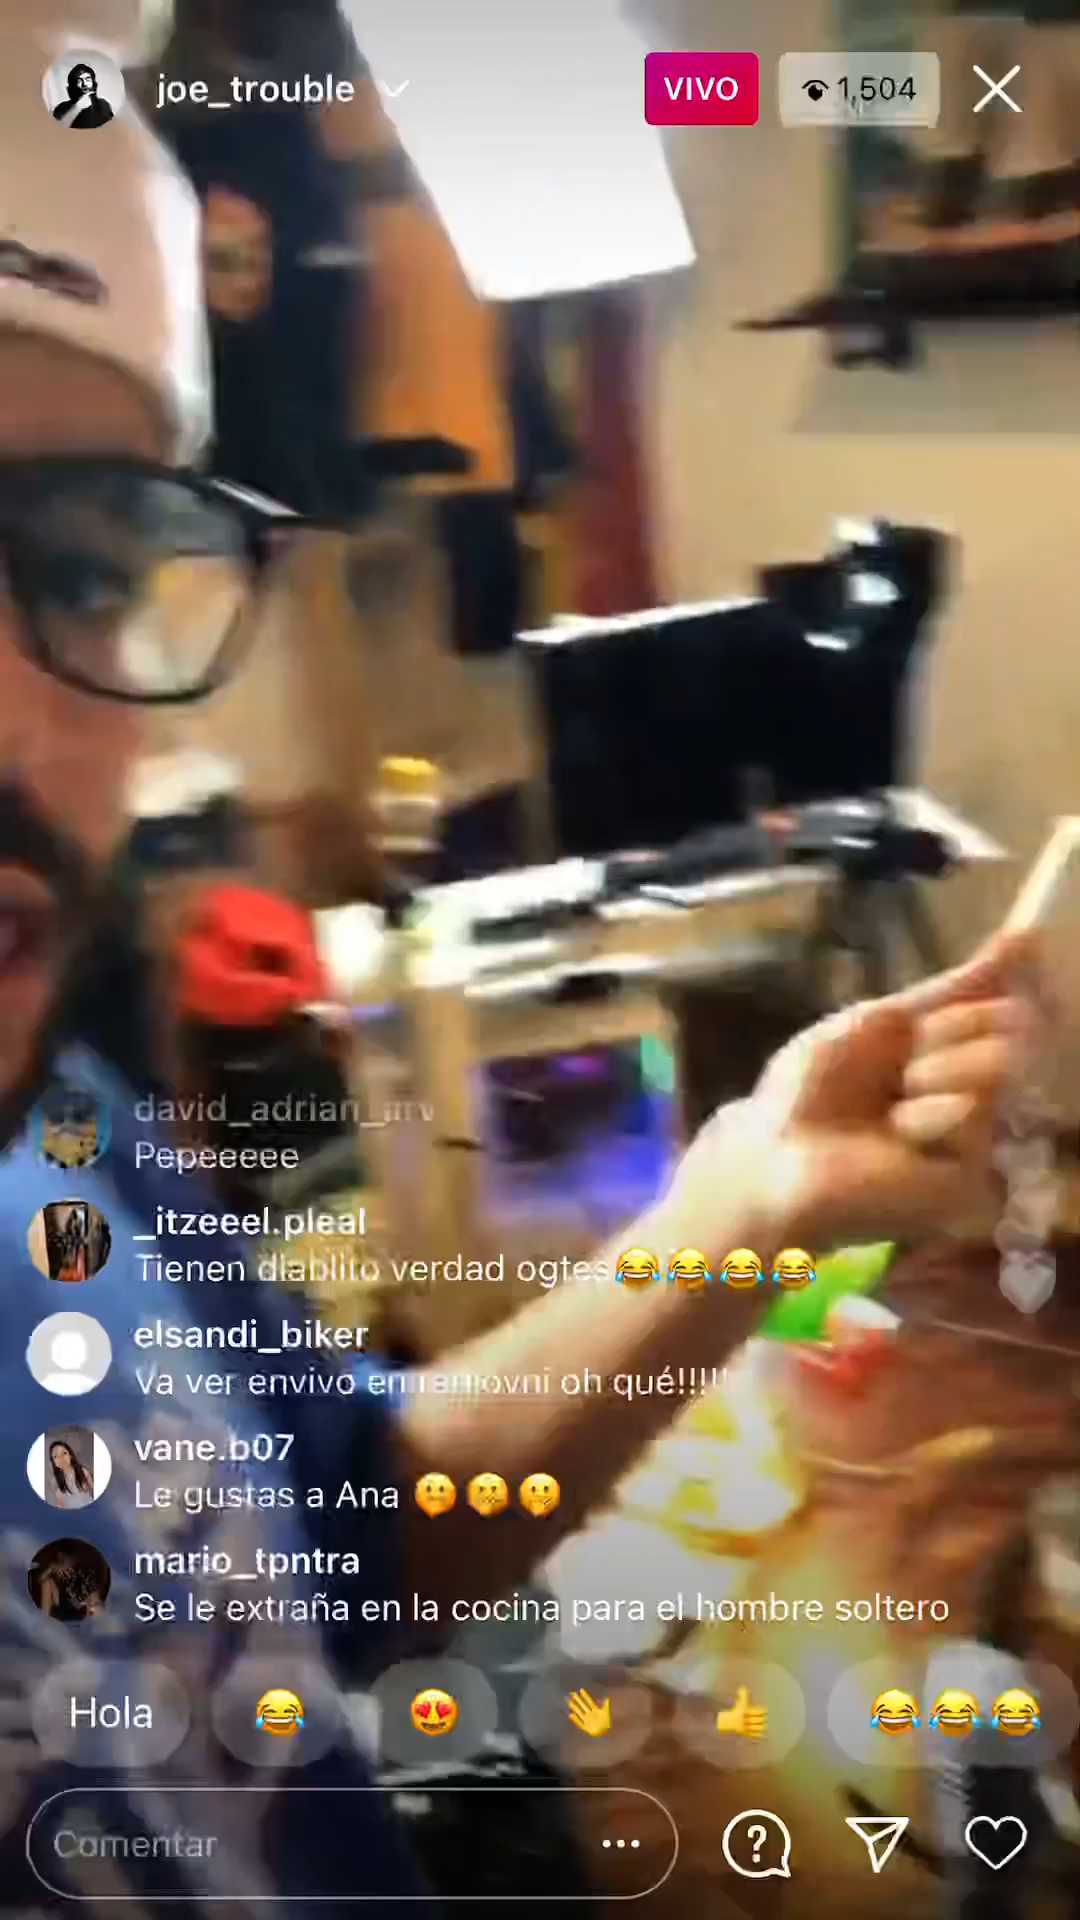 joe_trouble
VIVO
1,504
Pepeeeee
_itzeeel.pleal
Tienen diablito verdad ogtes😂😂😂😂
elsandi_biker
Va ver envivo en oh qué!!!!!
vane.b07
Le gustas a Ana
mario_tpntra
Se le extraña en la cocina para el hombre soltero
Hola 😂 😍 👋 👍 😂😂😂
Comentar